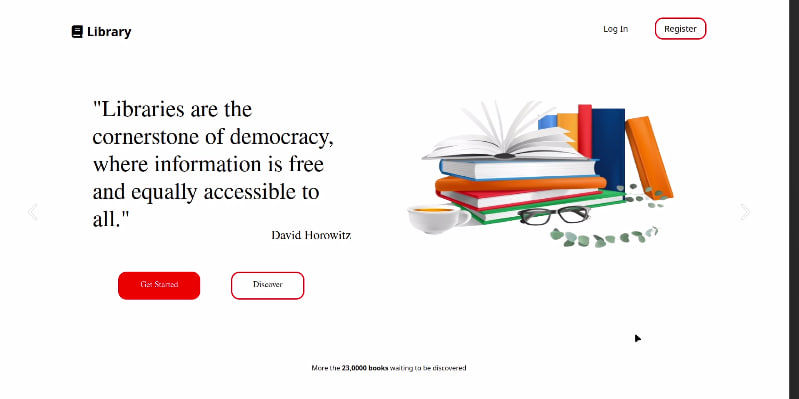 Library
Log In
Register
"Libraries are the
cornerstone of democracy,
where information is free
and equally accessible to
all."
David Horowitz
Get Started
Discover
More the 23,0000 books waiting to be discovered